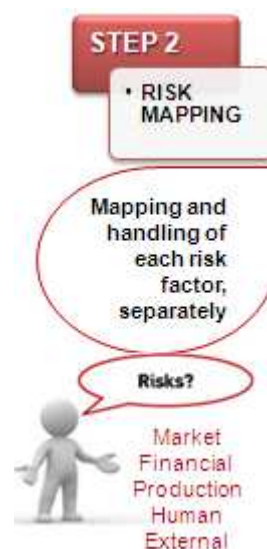 STEP 2
• RISK
MAPPING
Mapping and
handling of
each risk
factor,
separately
Risks?
Market
Financial
Production
Human
External